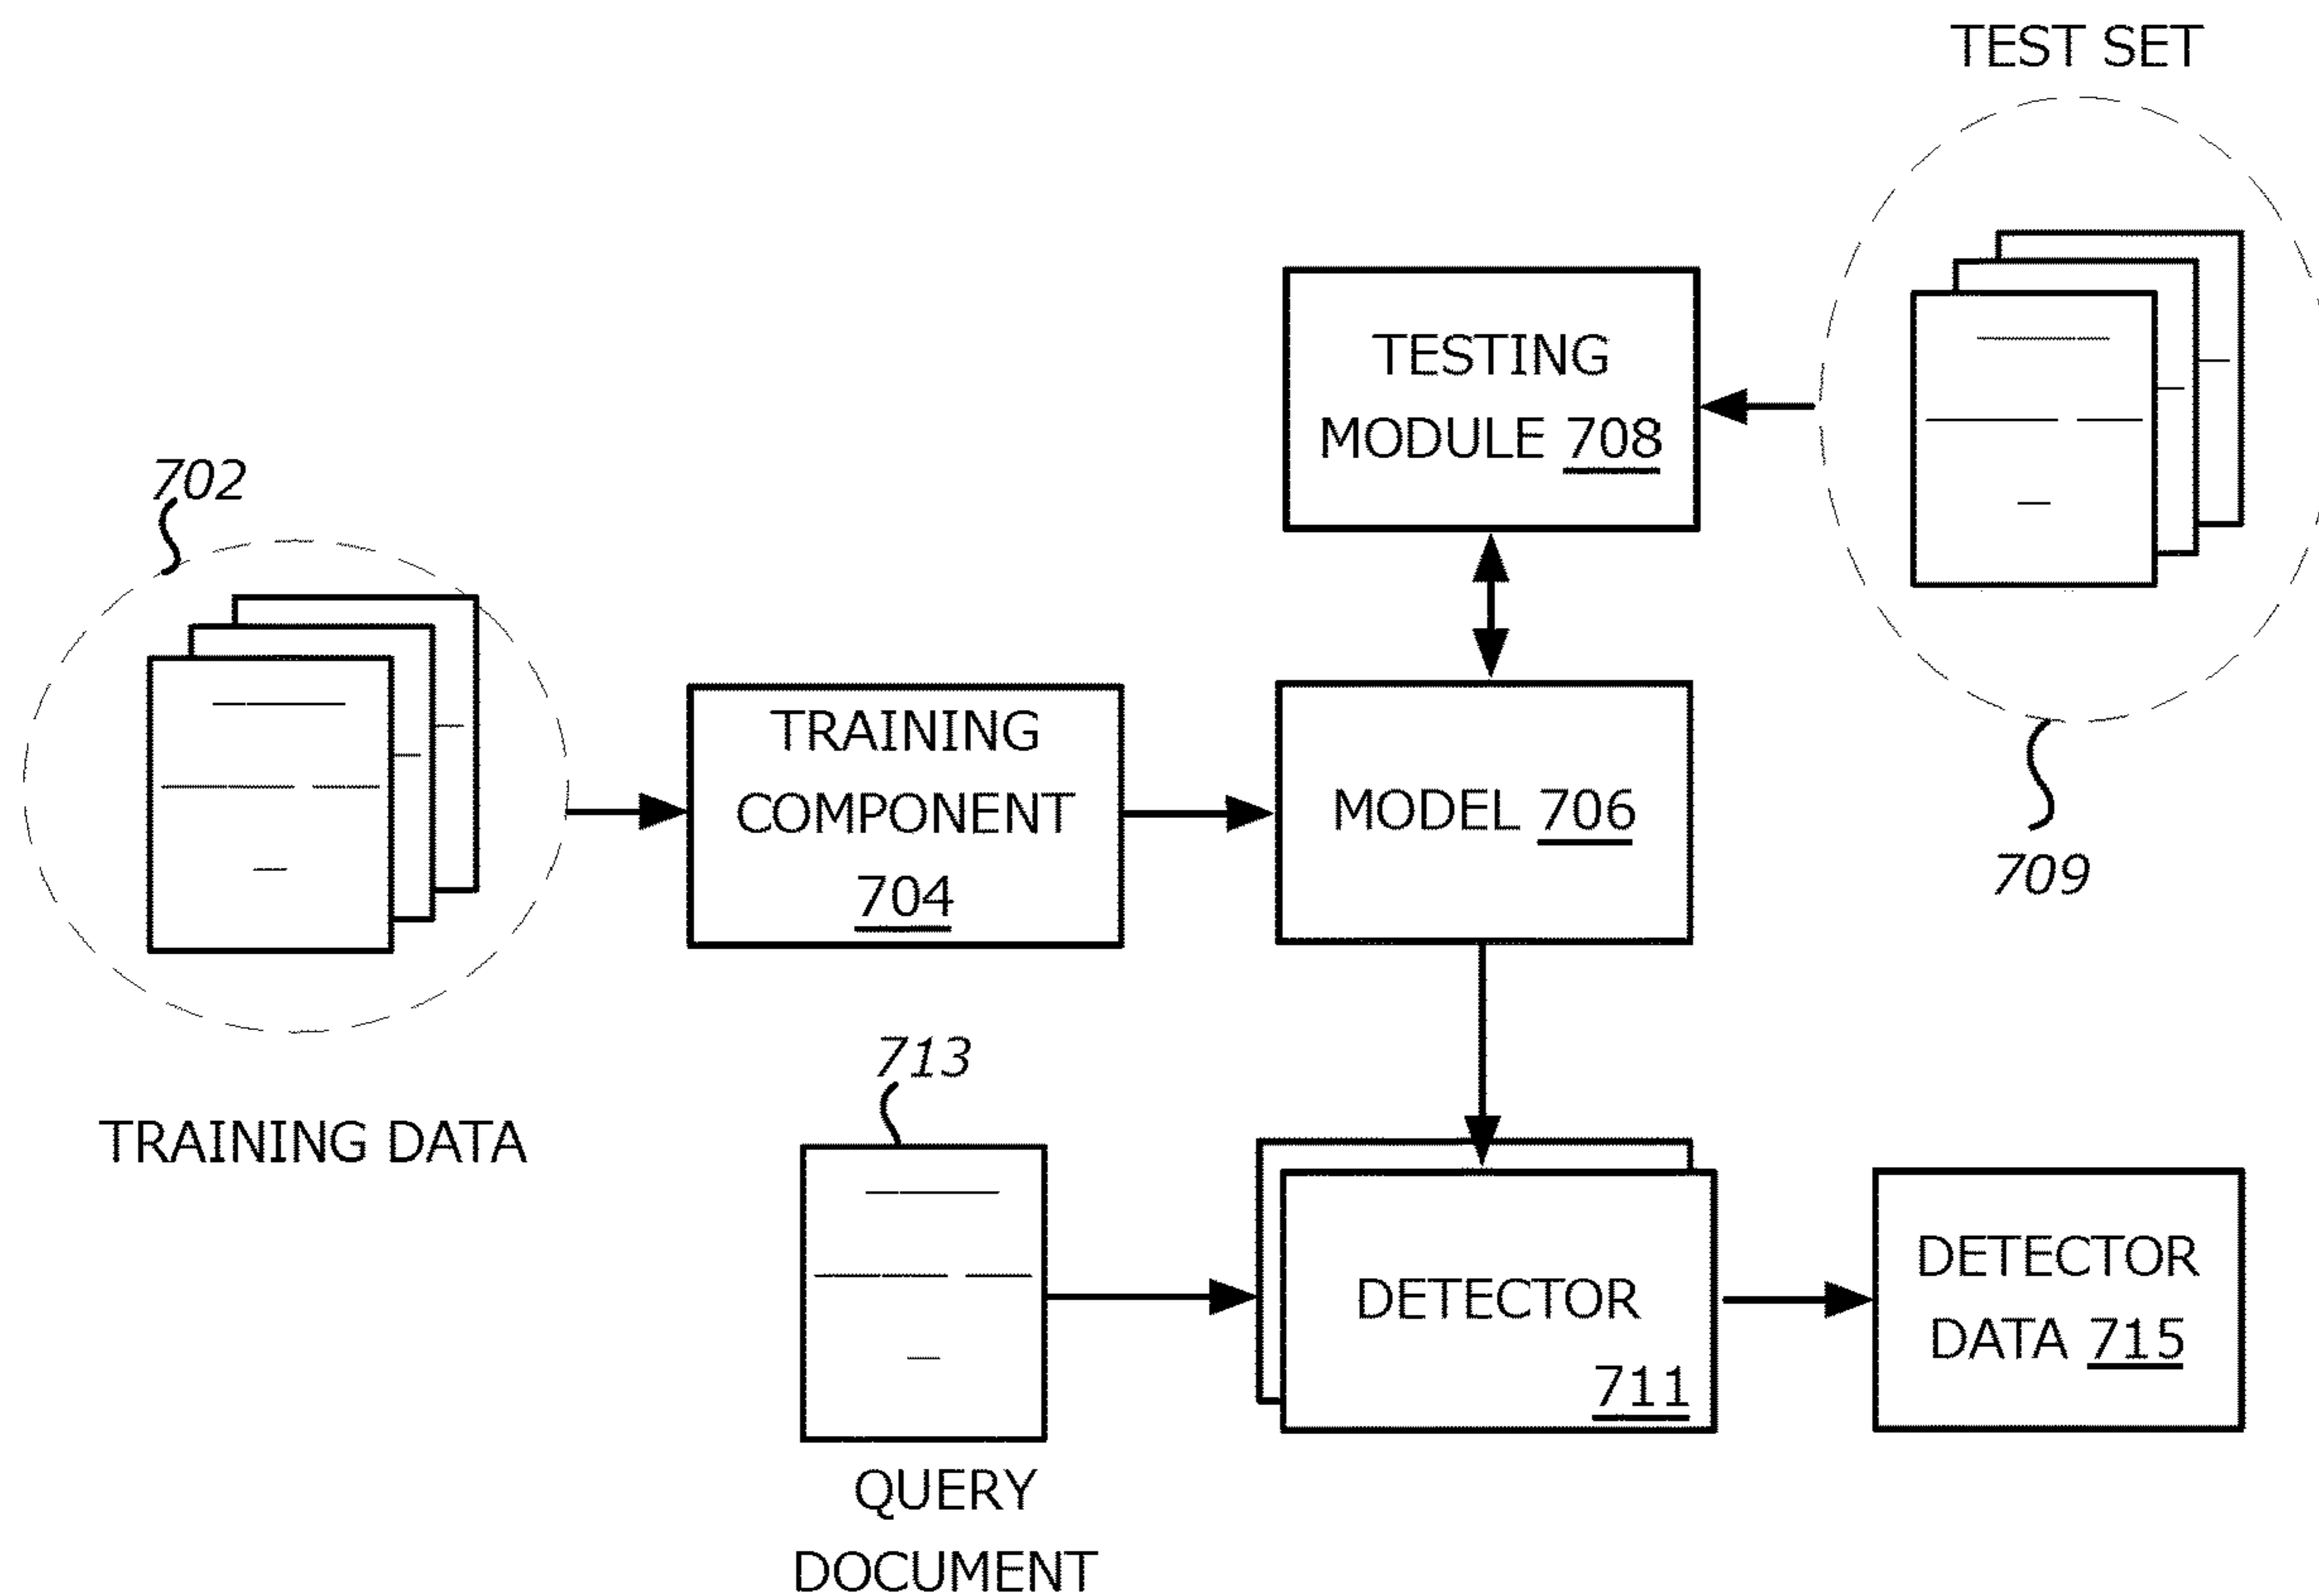 TEST SET
TESTING
MODULE 708
702
TRAINING
COMPONENT
704
MODEL 706
709
TRAINING DATA
713
DETECTOR
711
DETECTOR
DATA 715
QUERY
DOCUMENT